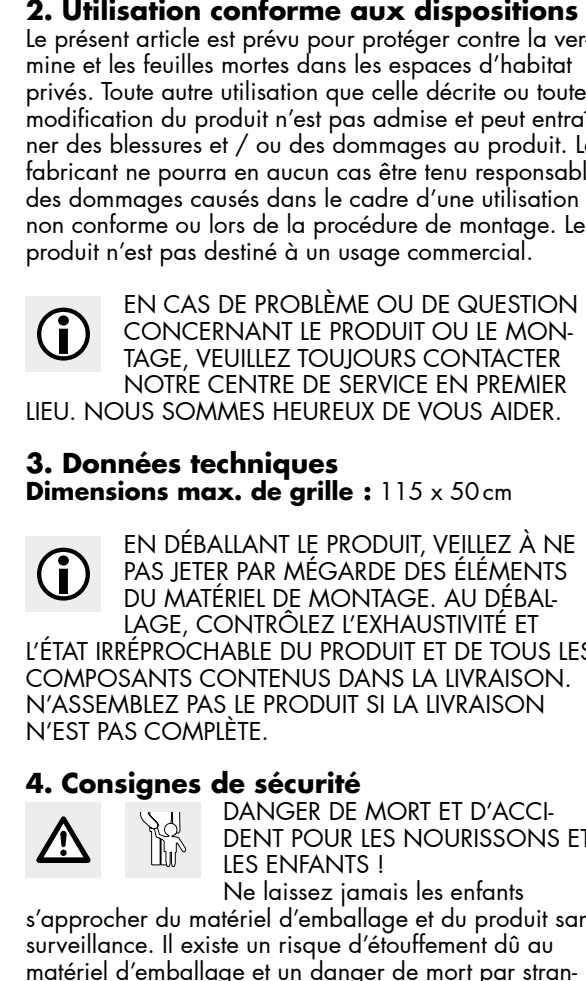 2. Utilisation conforme aux dispositions
Le présent article est prévu pour protéger contre la ver-
mine et les feuilles mortes dans les espaces d’habitat
privés. Toute autre utilisation que celle décrite ou toute
modification du produit n’est pas admise et peut entraî
ner des blessures et / ou des dommages au produit. Le
fabricant ne pourra en aucun cas être tenu responsabl
des dommages causés dans le cadre d’une utilisation
non conforme ou lors de la procédure de montage. Le
produit n’est pas destiné à un usage commercial.
EN CAS DE PROBLÈME OU DE QUESTION
CONCERNANT LE PRODUIT OU LE MON-
TAGE, VEUILLEZ TOUJOURS CONTACTER
NOTRE CENTRE DE SERVICE EN PREMIER
LIEU. NOUS SOMMES HEUREUX DE VOUS AIDER.
3. Données techniques
Dimensions max. de grille : 115 x 50 cm
EN DÉBALLANT LE PRODUIT, VEILLEZ À NE
PAS JETER PAR MÉGARDE DES ÉLÉMENTS
DU MATÉRIEL DE MONTAGE. AU DÉBAL-
LAGE, CONTRÔLEZ L’EXHAUSTIVITÉ ET
L’ÉTAT IRRÉPROCHABLE DU PRODUIT ET DE TOUS LES
COMPOSANTS CONTENUS DANS LA LIVRAISON.
N’ASSEMBLEZ PAS LE PRODUIT SI LA LIVRAISON
N’EST PAS COMPLÈTE.
4. Consignes de sécurité
DANGER DE MORT ET D’ACCI-
DENT POUR LES NOURISSONS ET
LES ENFANTS !
Ne laissez jamais les enfants
s’approcher du matériel d’emballage et du produit san
surveillance. Il existe un risque d’étouffement dû au
matériel d’emballage et un danger de mort par stran-